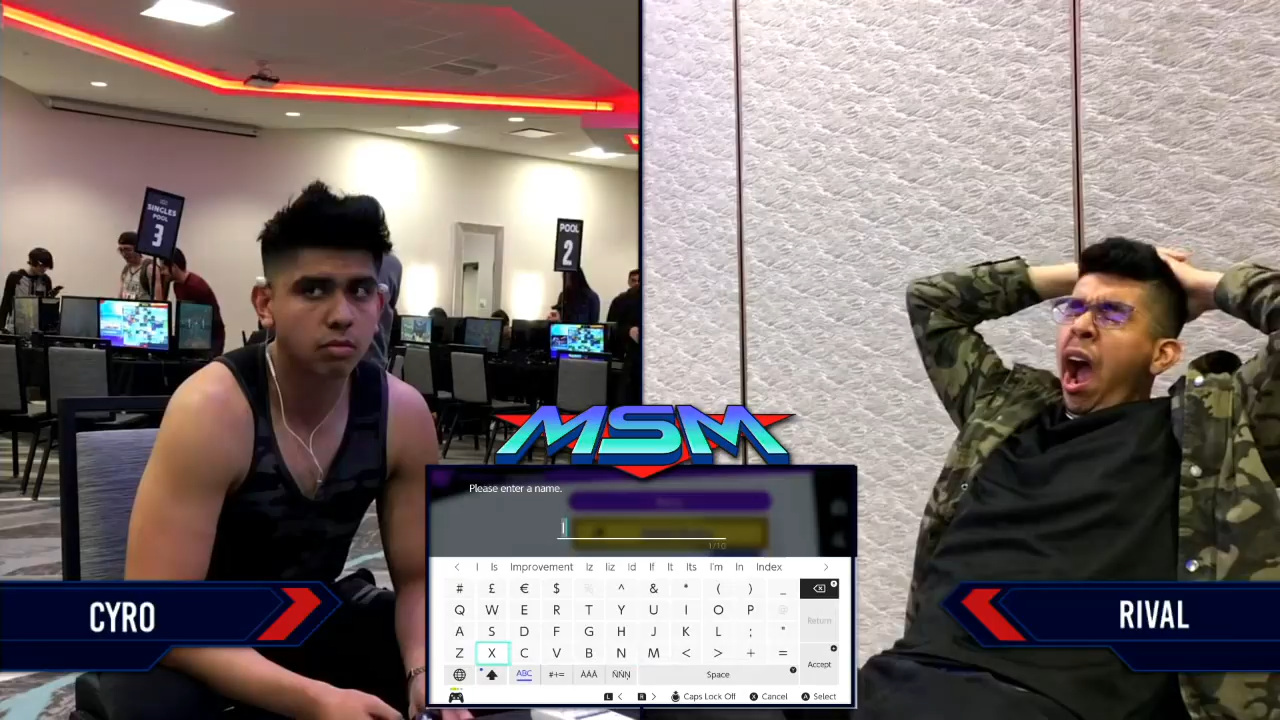 SINGLES
POOL
3
POOL
2
MSM
Please enter a name.
I
1/10
< I Is Improvement Iz Iiz Id If It Its I'm In Index >
# £ € $ ^ & * ( ) _
Q W E R T Y U I O P
Return
A S D F G H J K L ; "
Z X C V B N M < > + =
Accept
ABC #+= ÀÁÂ ÑŃŅ Space
L < R > Caps Lock Off X Cancel A Select
CYRO
RIVAL